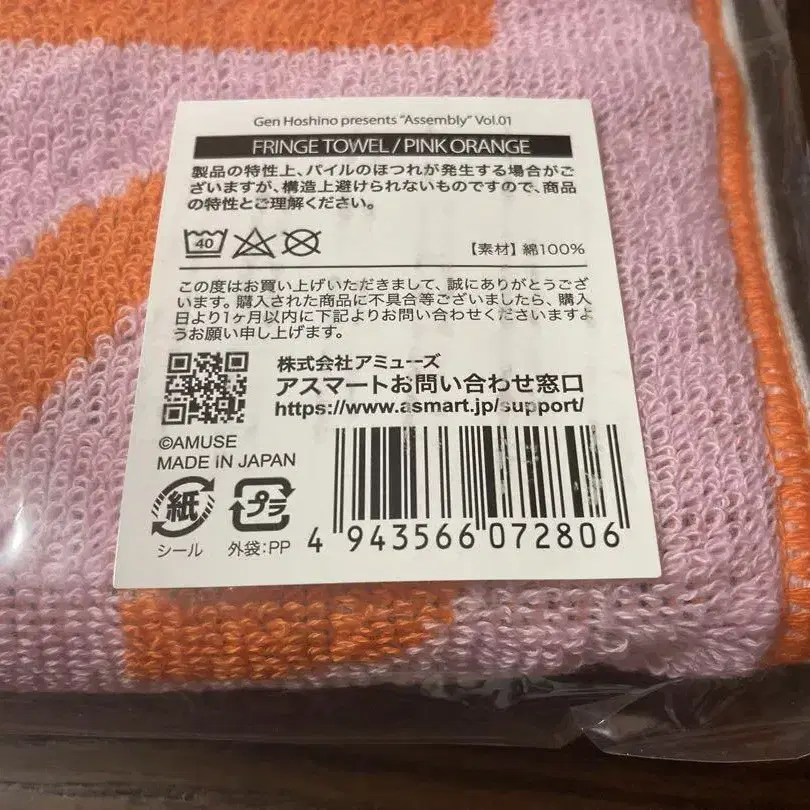 Gen Hoshino presents "Assembly" Vol.01
FRINGE TOWEL / PINK ORANGE
製品の特性上、パイルのほつれが発生する場合がご
ざいますが、構造上避けられないものですので、商品
の特性とご理解ください。
40
【素材】綿100%
この度はお買い上げいただきまして、誠にありがとうござ
います。購入された商品に不具合等ございましたら、購入
日より1ヶ月以内に下記よりお問い合わせくださいますよ
うお願い申し上げます。
株式会社アミューズ
アスマートお問い合わせ窓口
https://www.asmart.jp/support/
©AMUSE
MADE IN JAPAN
紙
プラ
シール
外袋:PP
4 943566 072806